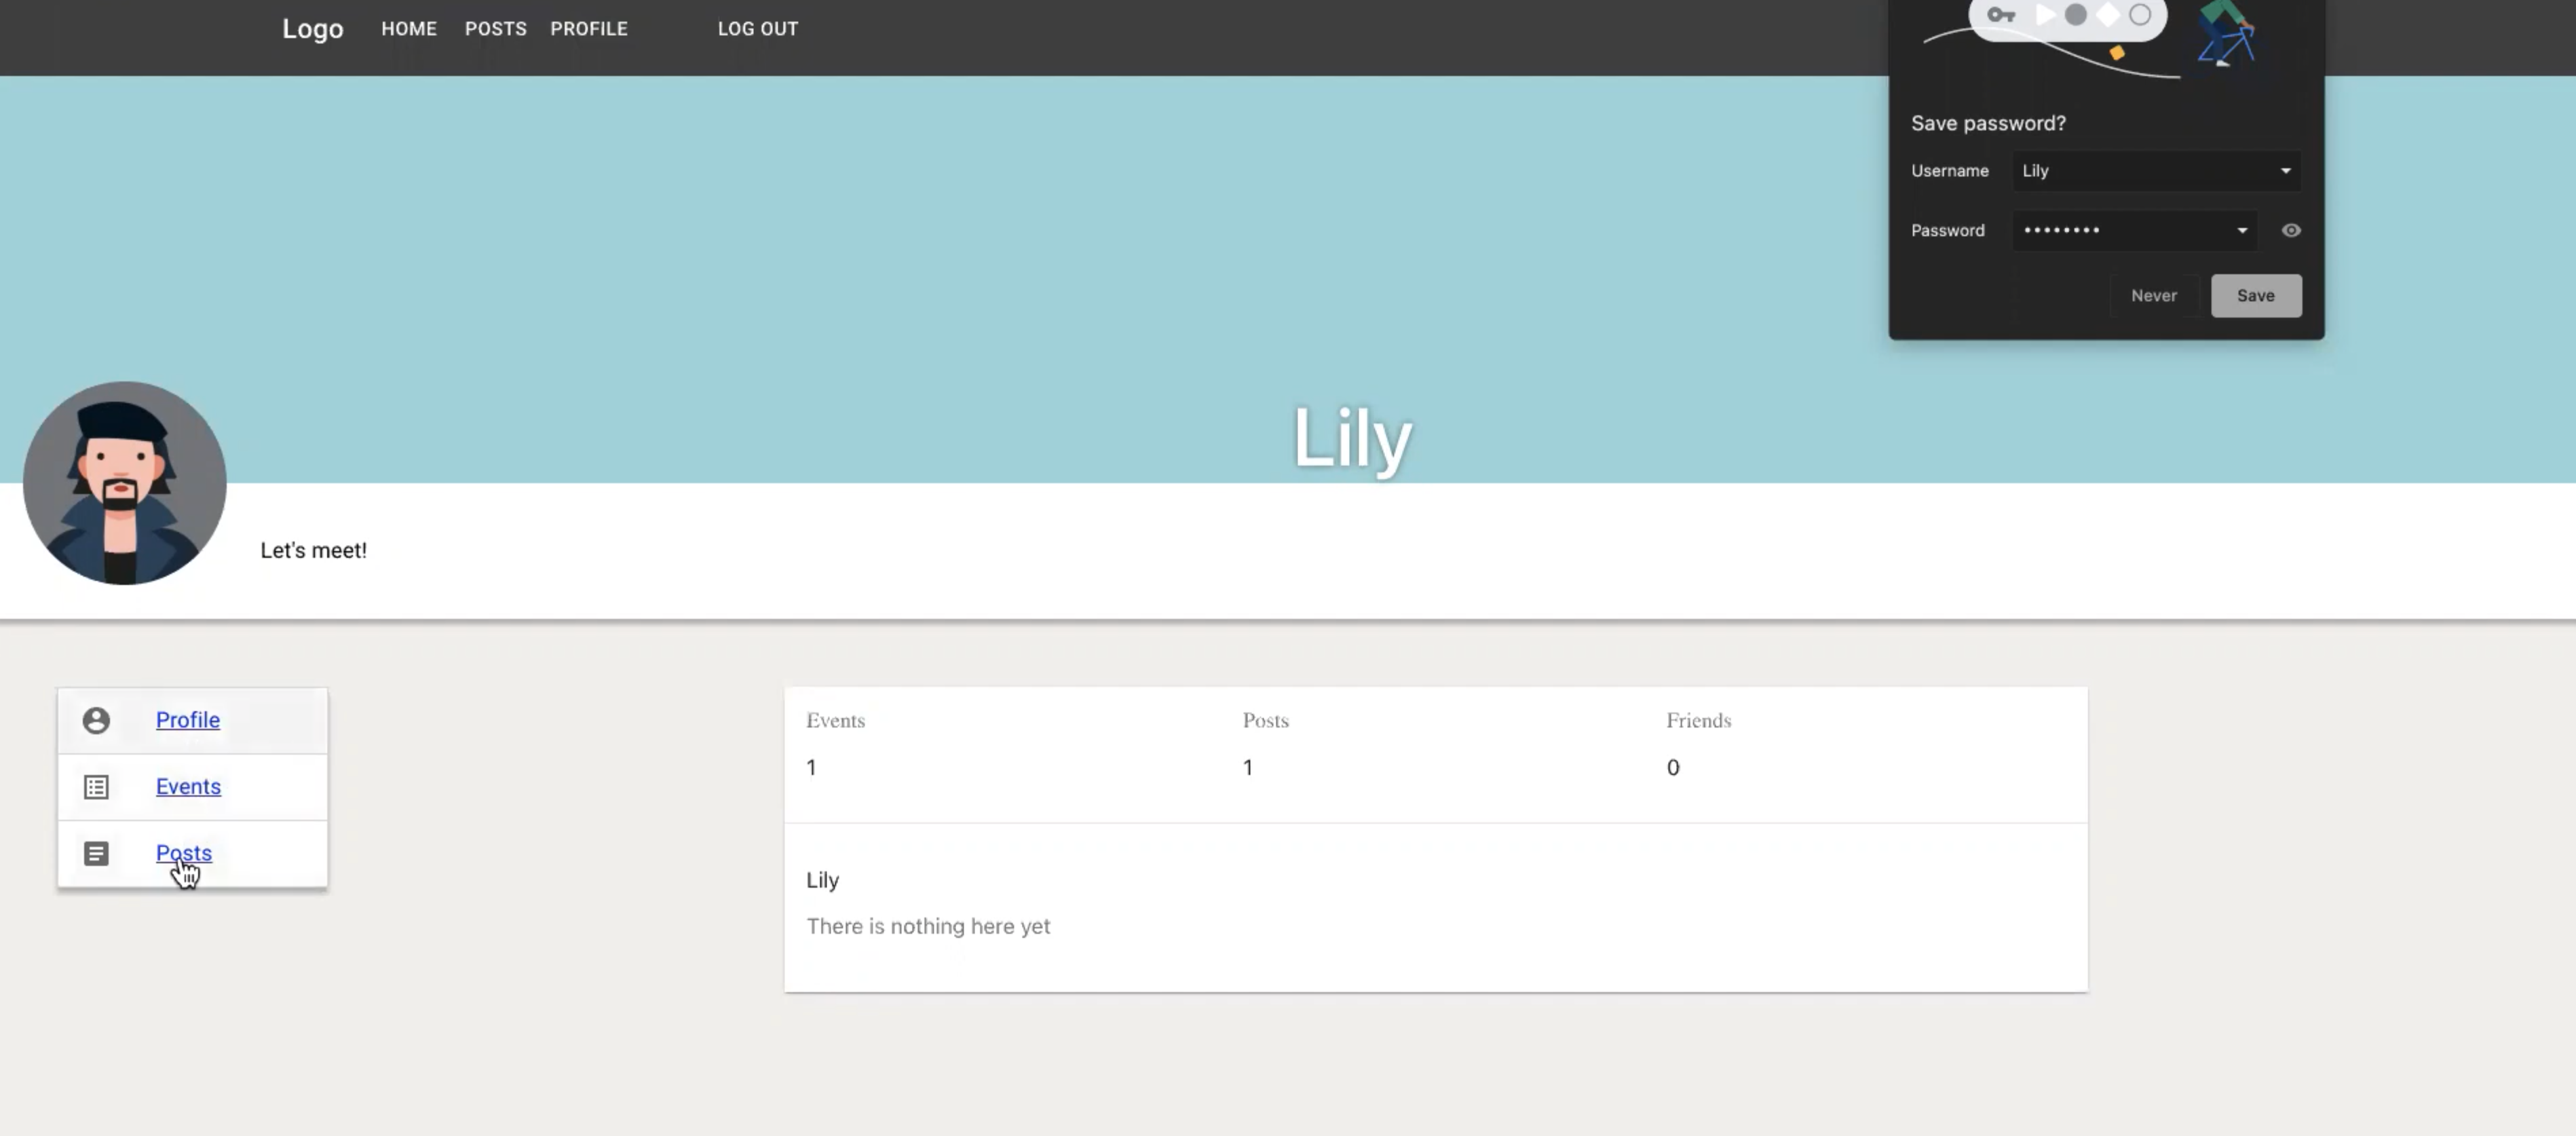 Logo HOME POSTS PROFILE LOG OUT
Save password?
Username Lily
Password ••••••••
Never Save
Lily
Let's meet!
Profile
Events
Posts
Events Posts Friends
1 1 0
Lily
There is nothing here yet